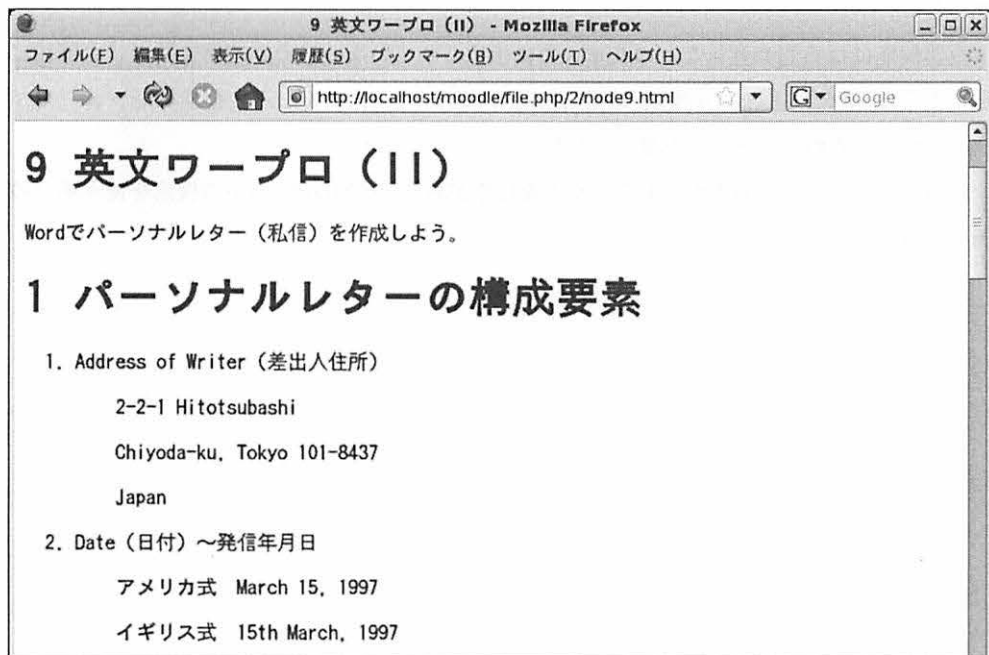 9 英文ワープロ (II) - Mozilla Firefox
ファイル(F) 編集(E) 表示(V) 履歴(S) ブックマーク(B) ツール(T) ヘルプ(H)
http://localhost/moodle/file.php/2/node9.html G Google
9 英文ワープロ（II）
Wordでパーソナルレター（私信）を作成しよう。
1 パーソナルレターの構成要素
1. Address of Writer（差出人住所）
2-2-1 Hitotsubashi
Chiyoda-ku, Tokyo 101-8437
Japan
2. Date（日付）～発信年月日
アメリカ式　March 15, 1997
イギリス式　15th March, 1997